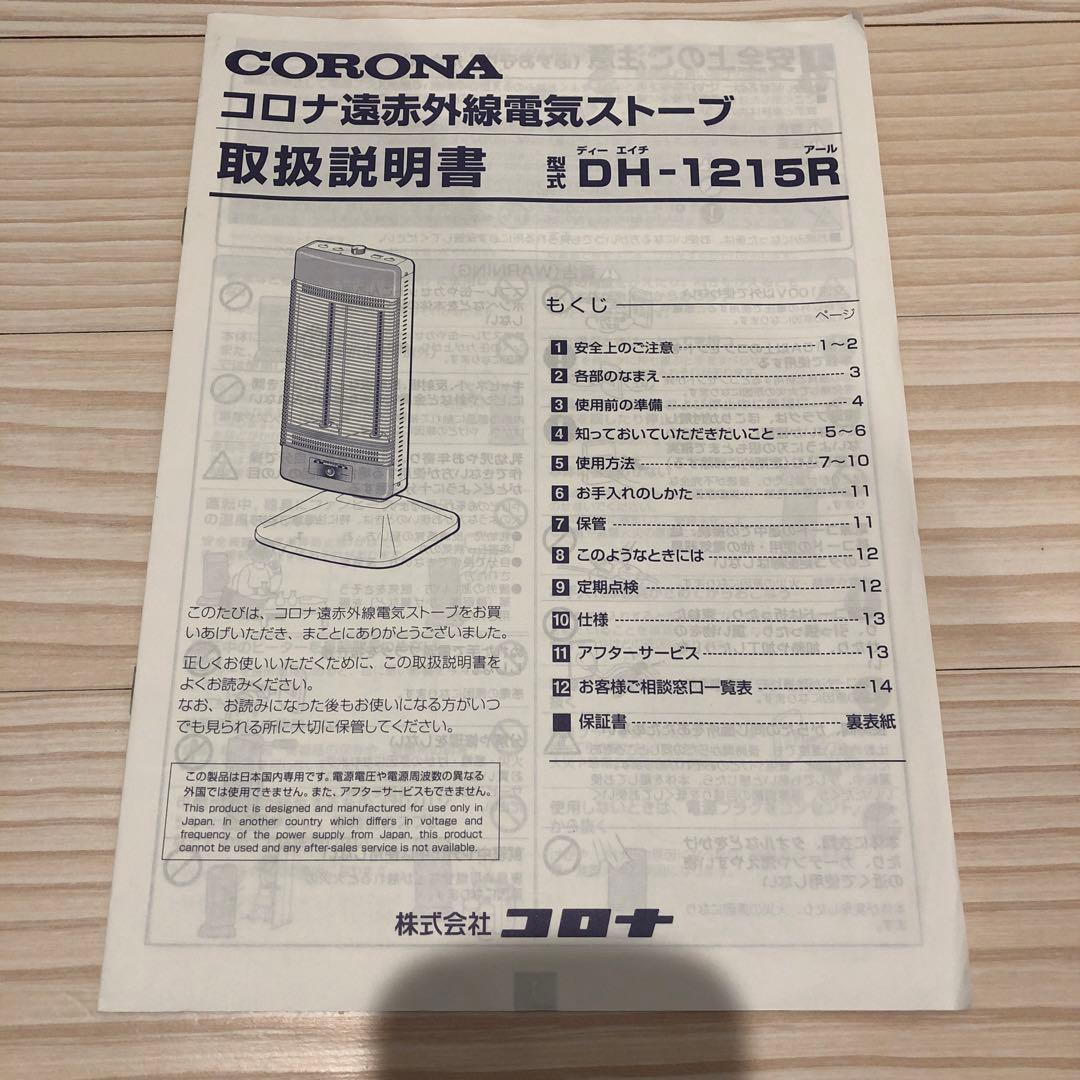 CORONA
コロナ遠赤外線電気ストーブ
取扱説明書 型式 DH-1215R
ディー エイチ アール
もくじ
ページ
1 安全上のご注意 1~2
2 各部のなまえ 3
3 使用前の準備 4
4 知っておいていただきたいこと 5~6
5 使用方法 7~10
6 お手入れのしかた 11
7 保管 11
8 このようなときには 12
9 定期点検 12
10 仕様 13
11 アフターサービス 13
12 お客様ご相談窓口一覧表 14
保証書 裏表紙
このたびは、コロナ遠赤外線電気ストーブをお買
いあげいただき、まことにありがとうございました。
正しくお使いいただくために、この取扱説明書を
よくお読みください。
なお、お読みになった後もお使いになる方がいつ
でも見られる所に大切に保管してください。
この製品は日本国内専用です。電源電圧や電源周波数の異なる
外国では使用できません。また、アフターサービスもできません。
This product is designed and manufactured for use only in
Japan. In another country which differs in voltage and
frequency of the power supply from Japan, this product
cannot be used and any after-sales service is not available.
株式会社 コロナ